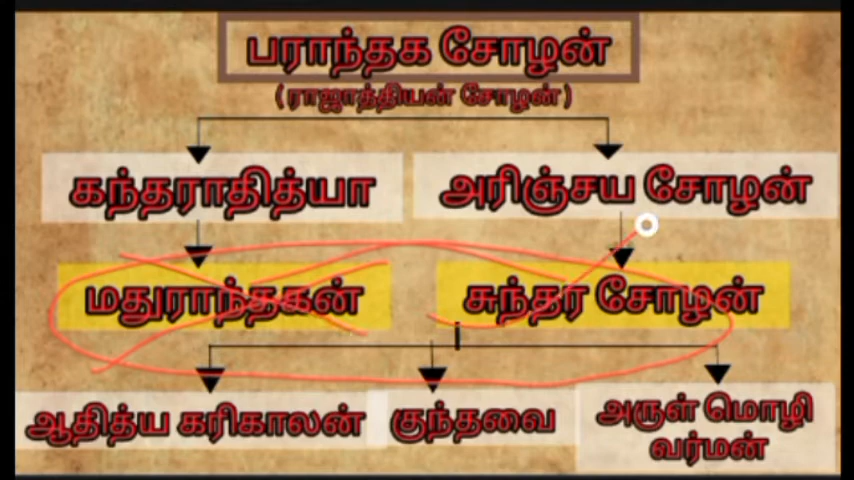 பராந்தக சோழன்
(ராஜாத்தியன் சோழன்)
கந்தராதித்யா
அரிஞ்சய சோழன்
மதுராந்தகன்
சுந்தர சோழன்
ஆதித்ய கரிகாலன்
குந்தவை
அருள் மொழி
வர்மன்